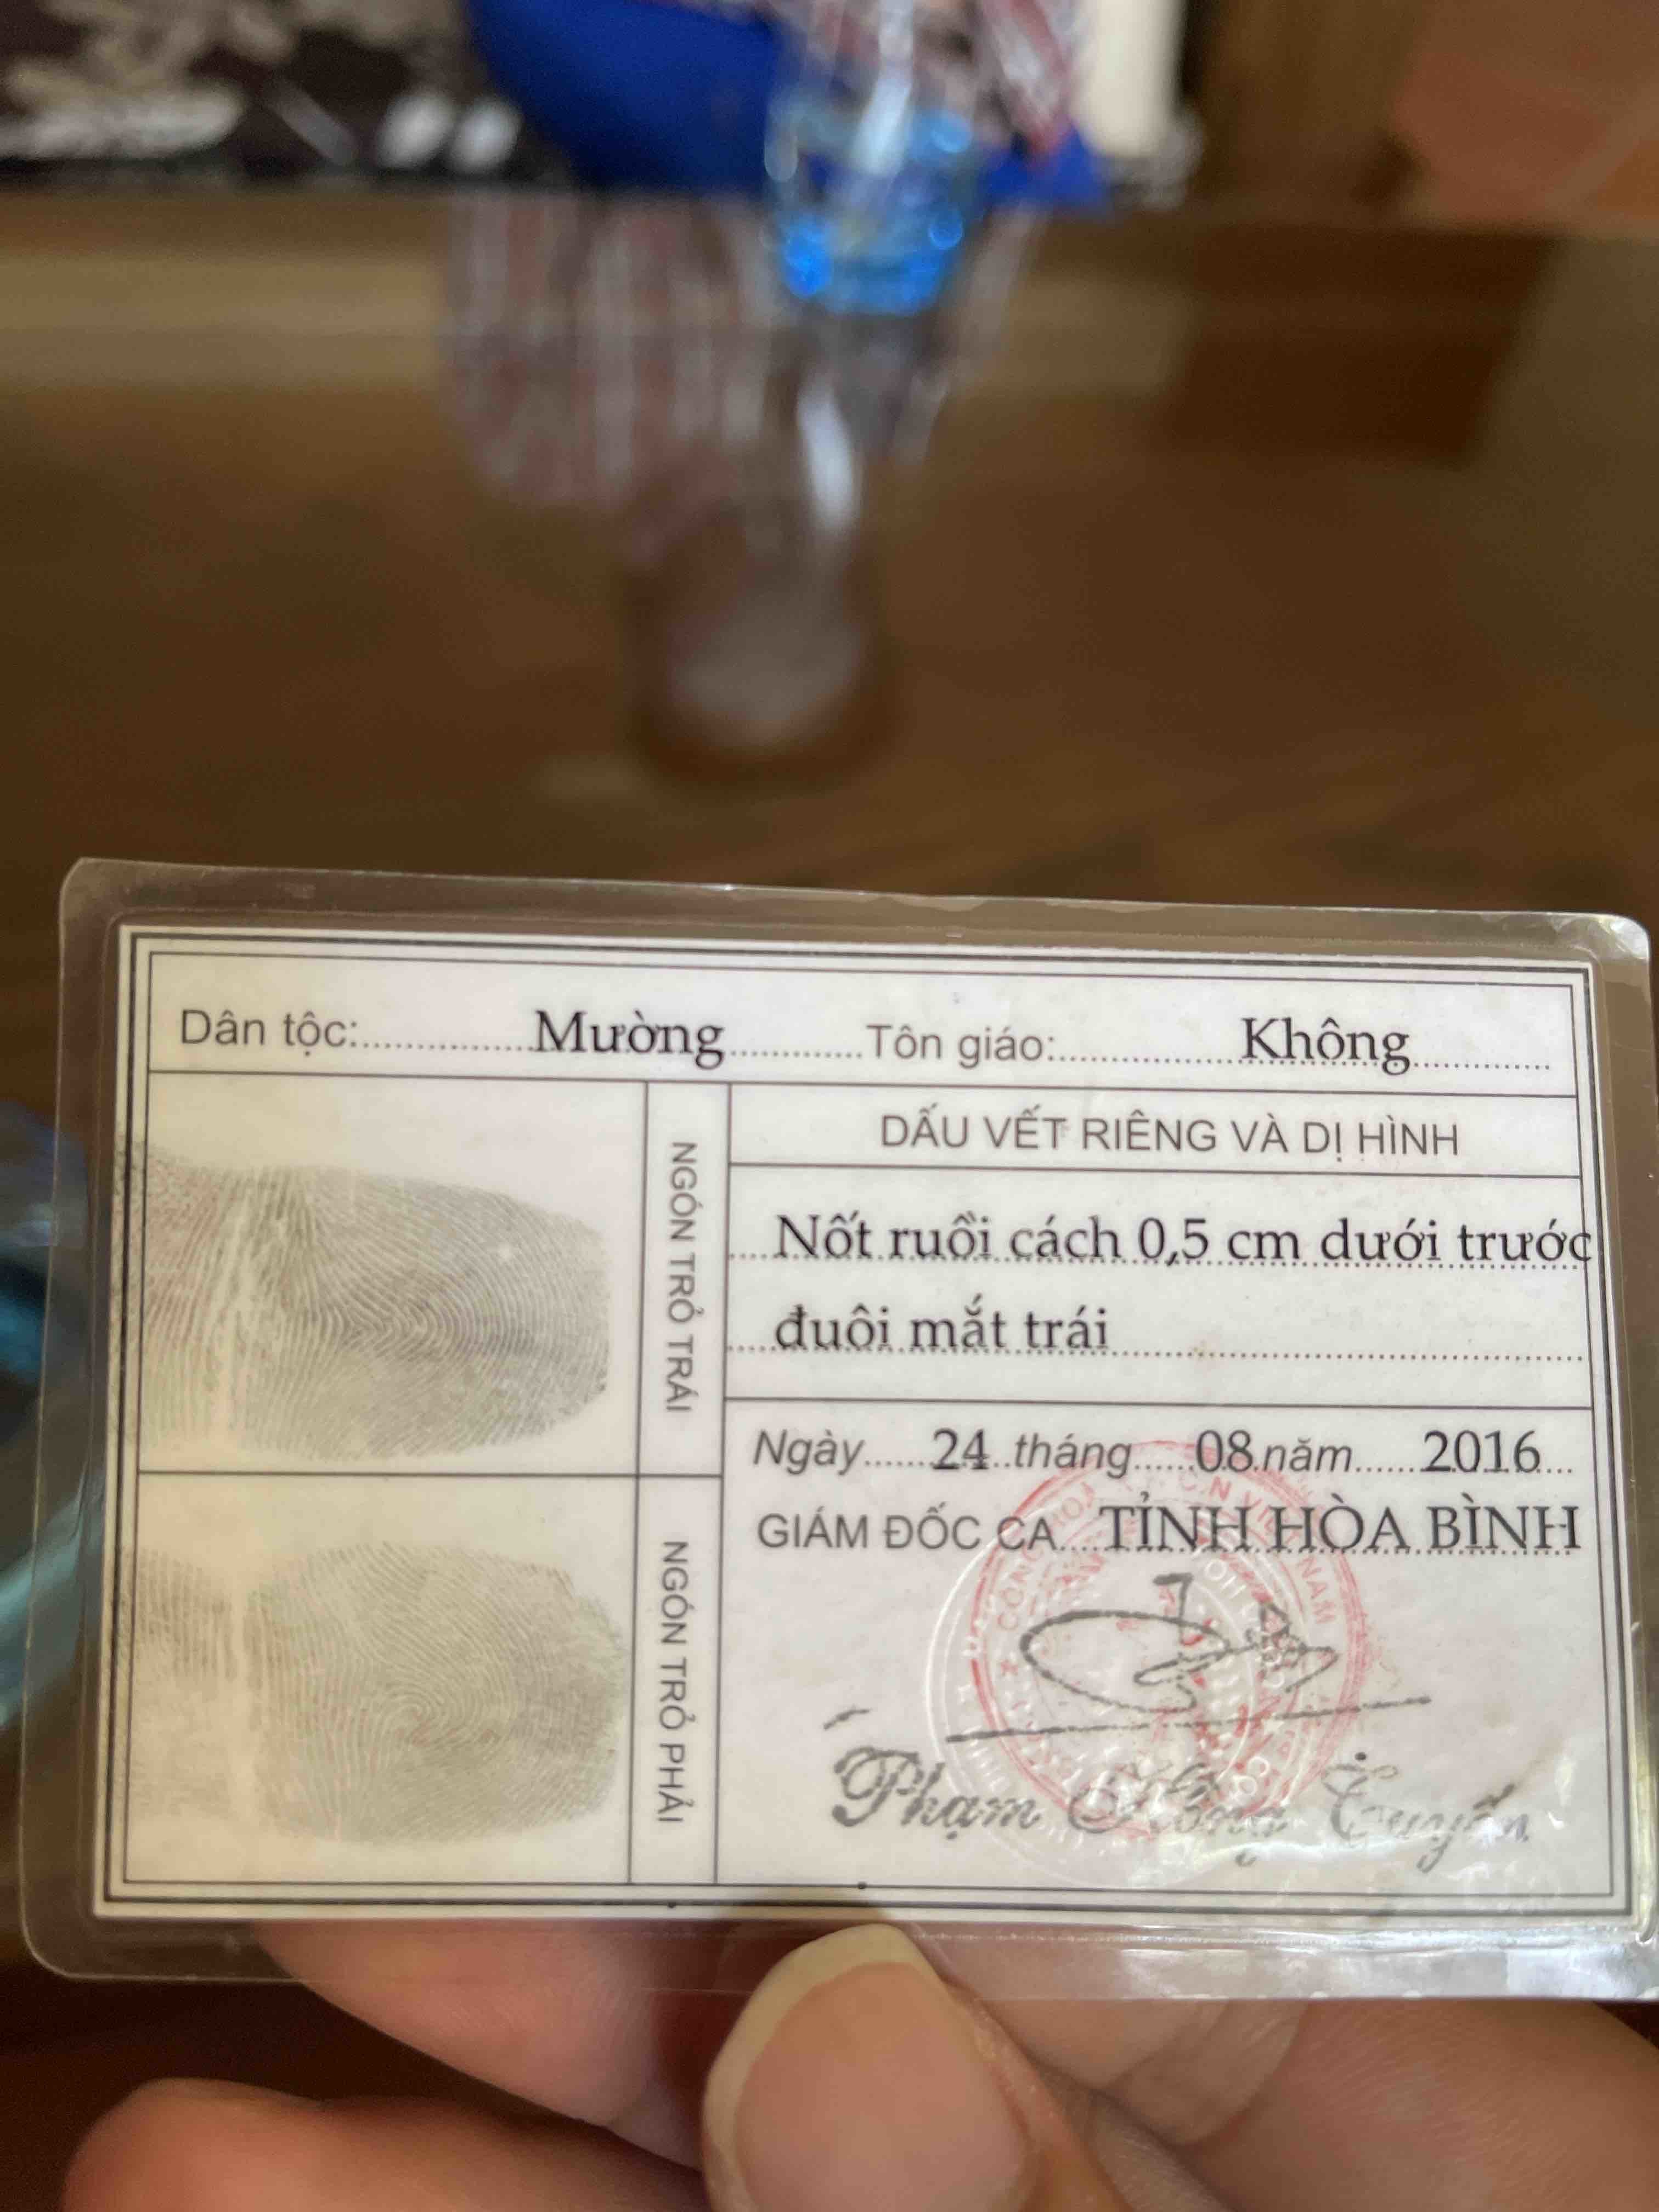 Dân tộc: Mường Tôn giáo: Không
NGÓN TRỎ TRÁI
DẤU VẾT RIÊNG VÀ DỊ HÌNH
Nốt ruồi cách 0,5 cm dưới trước
đuôi mắt trái
NGÓN TRỎ PHẢI
Ngày 24 tháng 08 năm 2016
GIÁM ĐỐC CA TỈNH HÒA BÌNH
Phạm Hồng Tuyến